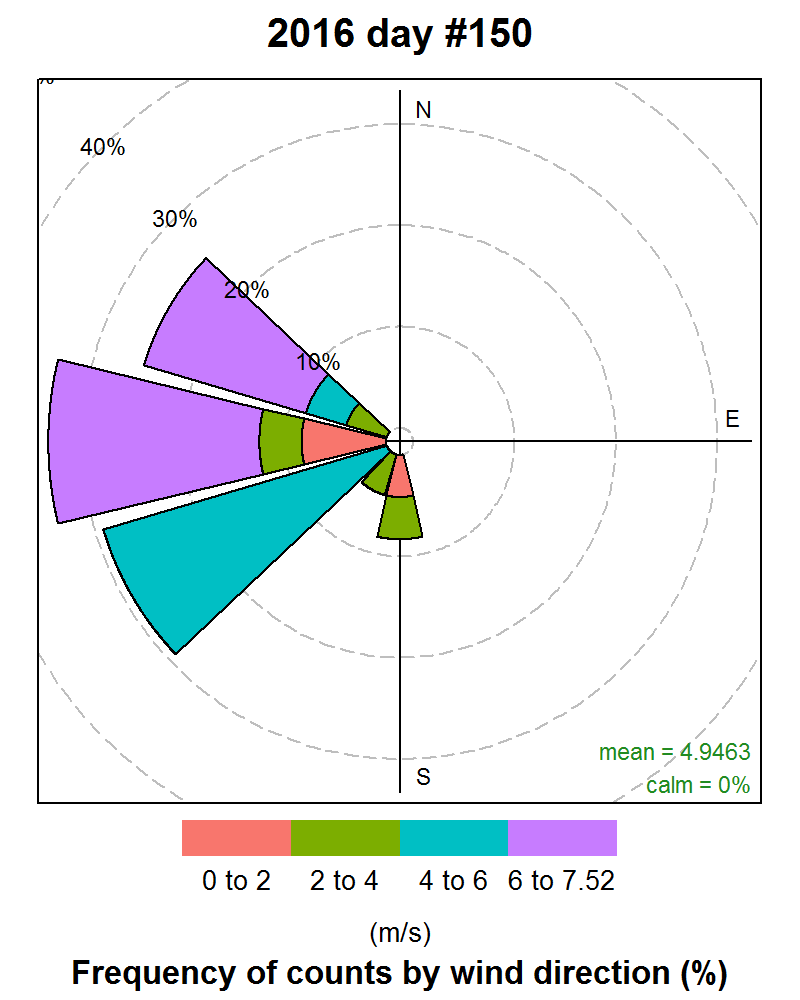 2016 day #150
%
N
40%
30%
20%
10%
E
mean = 4.9463
S
calm = 0%
0 to 2 2 to 4 4 to 6 6 to 7.52
(m/s)
Frequency of counts by wind direction (%)